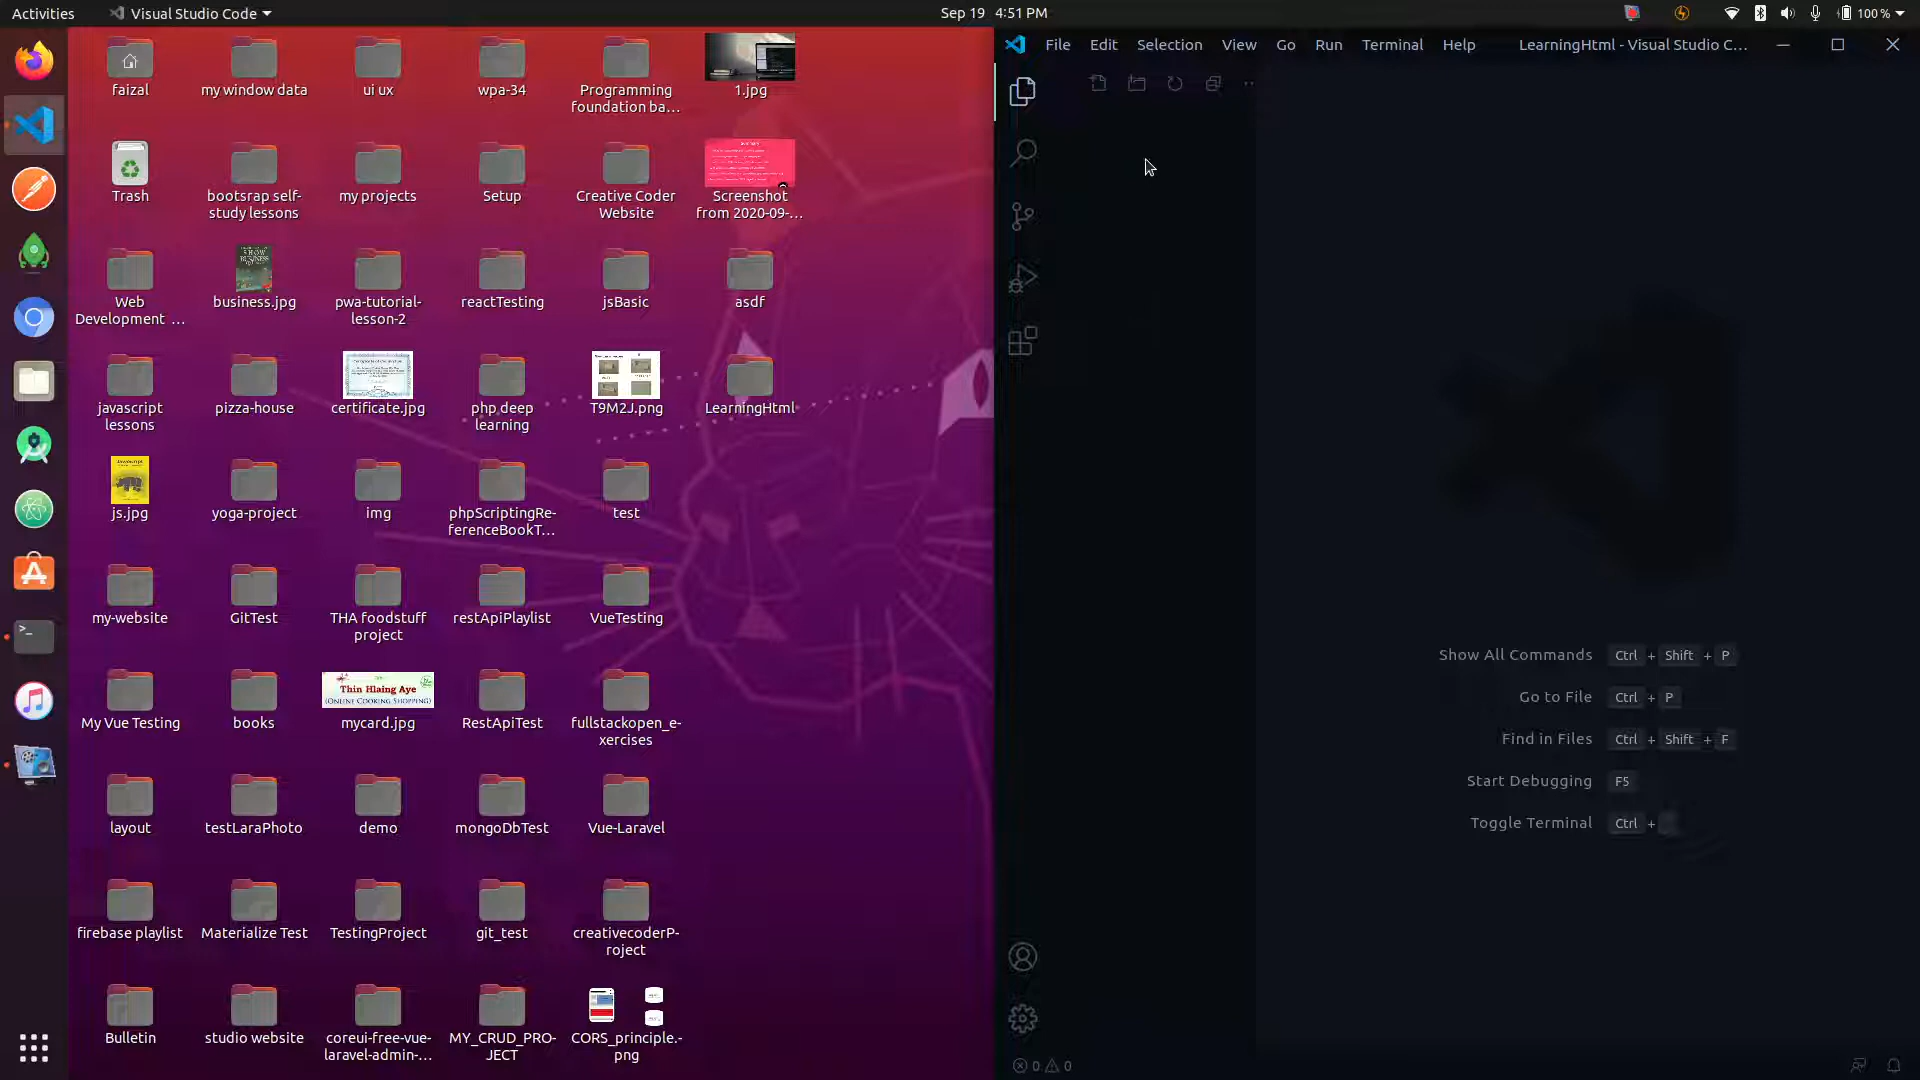 Activities
Visual Studio Code
Sep 19 4:51 PM
100 %
faizal
my window data
ui ux
wpa-34
Programming
foundation ba…
1.jpg
Trash
bootsrap self-
study lessons
my projects
Setup
Creative Coder
Website
Screenshot
from 2020-09-…
Web
Development …
business.jpg
pwa-tutorial-
lesson-2
reactTesting
jsBasic
asdf
javascript
lessons
pizza-house
certificate.jpg
php deep
learning
T9M2J.png
LearningHtml
js.jpg
yoga-project
img
phpScriptingRe-
ferenceBookT…
test
my-website
GitTest
THA foodstuff
project
restApiPlaylist
VueTesting
My Vue Testing
books
Thin Hlaing Aye
(ONLINE COOKING SHOPPING)
mycard.jpg
RestApiTest
fullstackopen_e-
xercises
layout
testLaraPhoto
demo
mongoDbTest
Vue-Laravel
firebase playlist
Materialize Test
TestingProject
git_test
creativecoderP-
roject
Bulletin
studio website
coreui-free-vue-
laravel-admin-…
MY_CRUD_PRO-
JECT
CORS_principle.-
png
File Edit Selection View Go Run Terminal Help
LearningHtml - Visual Studio C…
Show All Commands Ctrl + Shift + P
Go to File Ctrl + P
Find in Files Ctrl + Shift + F
Start Debugging F5
Toggle Terminal Ctrl +
0 0